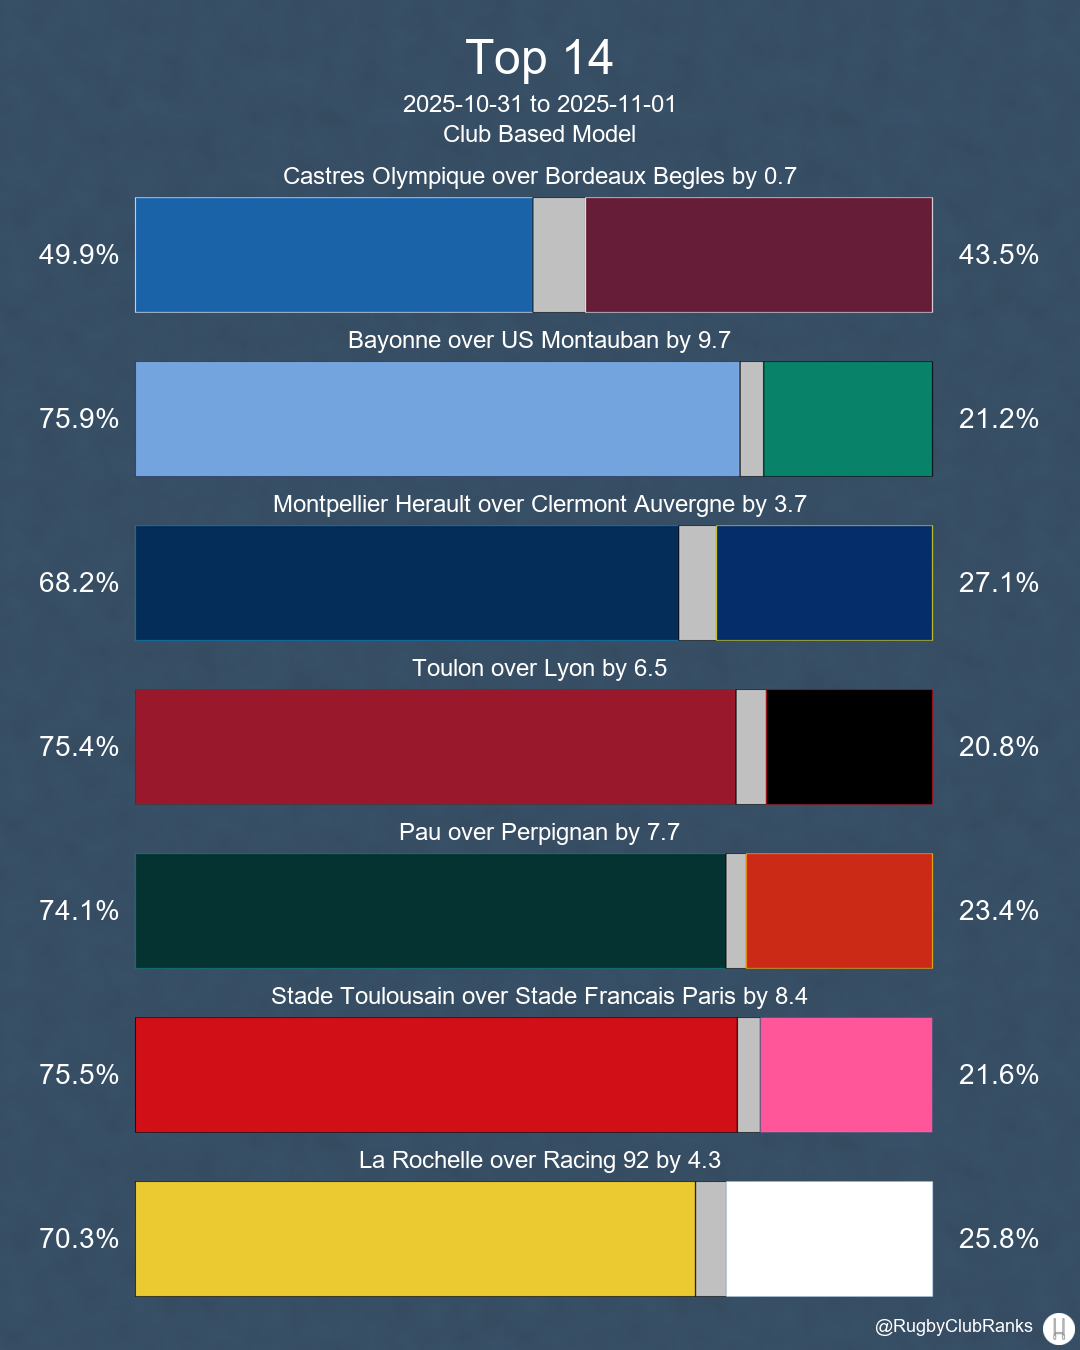 Top 14
2025-10-31 to 2025-11-01
Club Based Model
Castres Olympique over Bordeaux Begles by 0.7
49.9% 43.5%
Bayonne over US Montauban by 9.7
75.9% 21.2%
Montpellier Herault over Clermont Auvergne by 3.7
68.2% 27.1%
Toulon over Lyon by 6.5
75.4% 20.8%
Pau over Perpignan by 7.7
74.1% 23.4%
Stade Toulousain over Stade Francais Paris by 8.4
75.5% 21.6%
La Rochelle over Racing 92 by 4.3
70.3% 25.8%
@RugbyClubRanks